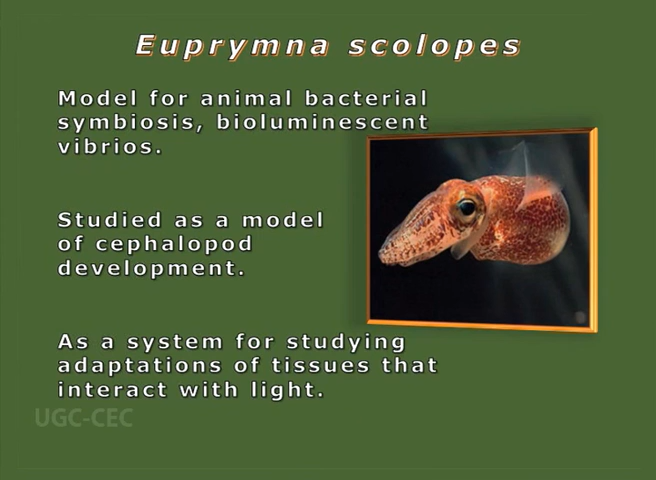 Euprymna scolopes
Model for animal bacterial
symbiosis, bioluminescent
vibrios.
Studied as a model
of cephalopod
development.
As a system for studying
adaptations of tissues that
interact with light.
UGC-CEC